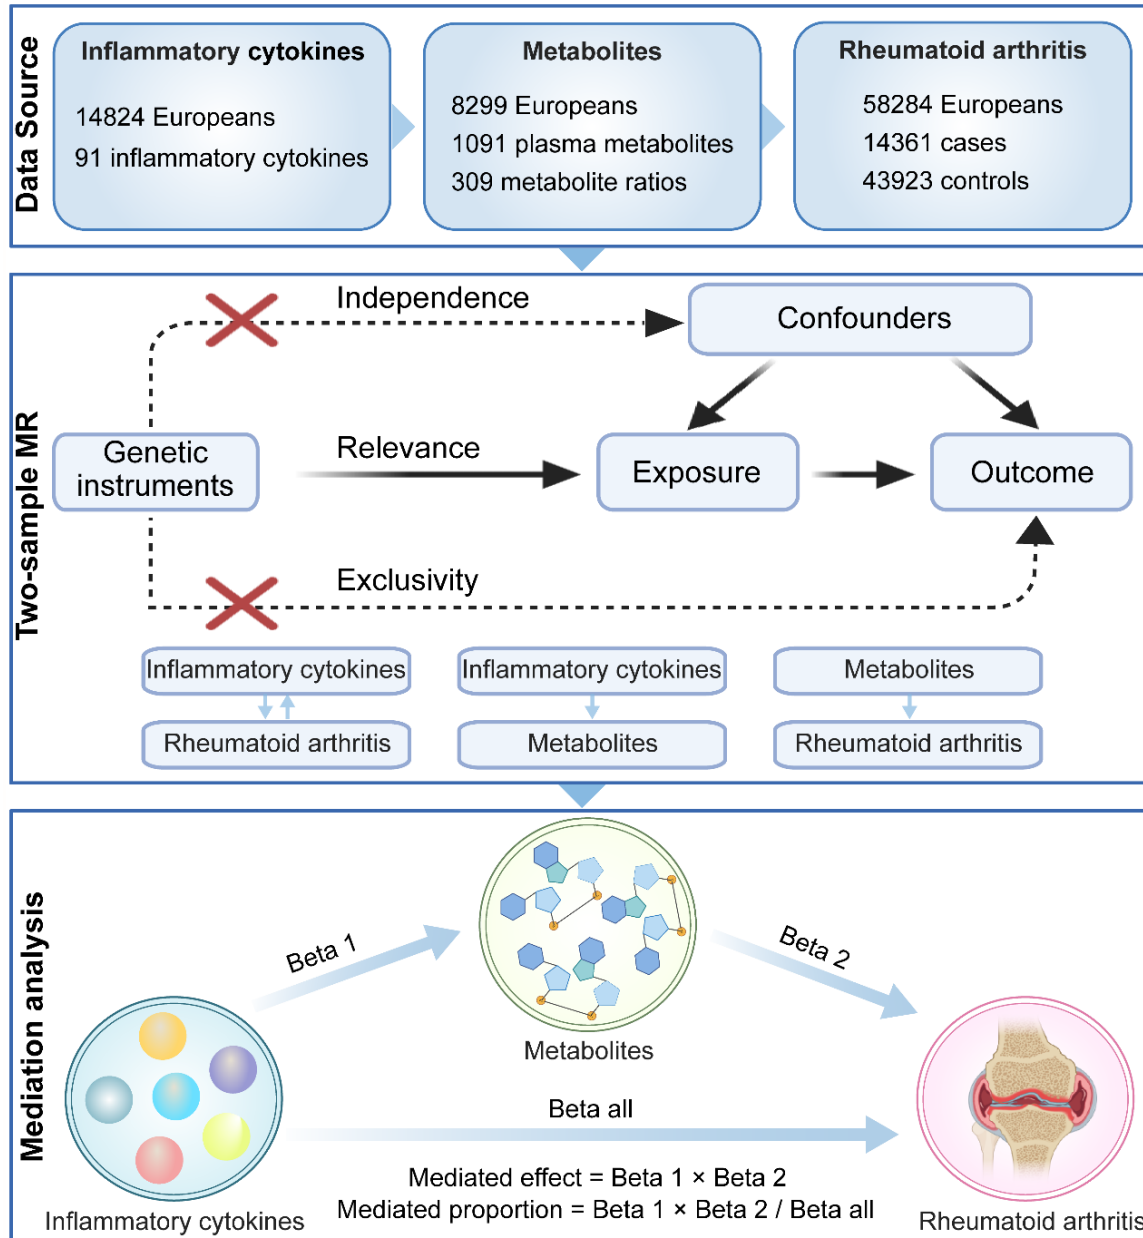 Data Source
Inflammatory cytokines
14824 Europeans
91 inflammatory cytokines
Metabolites
8299 Europeans
1091 plasma metabolites
309 metabolite ratios
Rheumatoid arthritis
58284 Europeans
14361 cases
43923 controls
Two-sample MR
Independence
Confounders
Genetic
instruments
Relevance
Exposure
Outcome
Exclusivity
Inflammatory cytokines
Rheumatoid arthritis
Inflammatory cytokines
Metabolites
Metabolites
Rheumatoid arthritis
Mediation analysis
Beta 1
Beta 2
Metabolites
Beta all
Mediated effect = Beta 1 × Beta 2
Mediated proportion = Beta 1 × Beta 2 / Beta all
Inflammatory cytokines
Rheumatoid arthritis